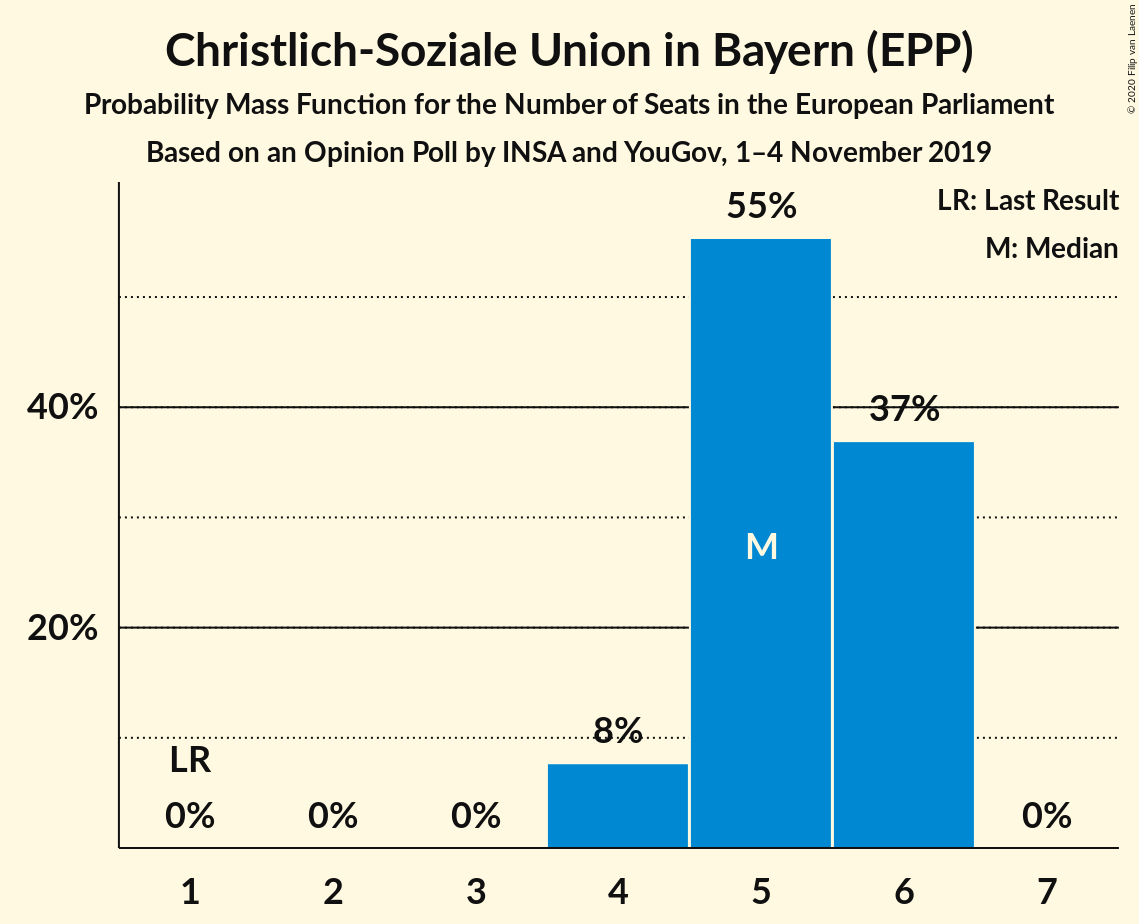 Christlich-Soziale Union in Bayern (EPP)
Probability Mass Function for the Number of Seats in the European Parliament
Based on an Opinion Poll by INSA and YouGov, 1–4 November 2019
© 2020 Filip van Laenen
LR: Last Result
M: Median
55%
40%
37%
M
20%
8%
LR
0% 0% 0% 0%
1 2 3 4 5 6 7